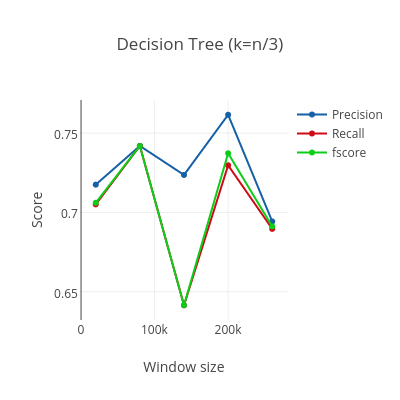 Decision Tree (k=n/3)
Precision
Recall
fscore
0.75
0.7
0.65
Score
0
100k
200k
Window size